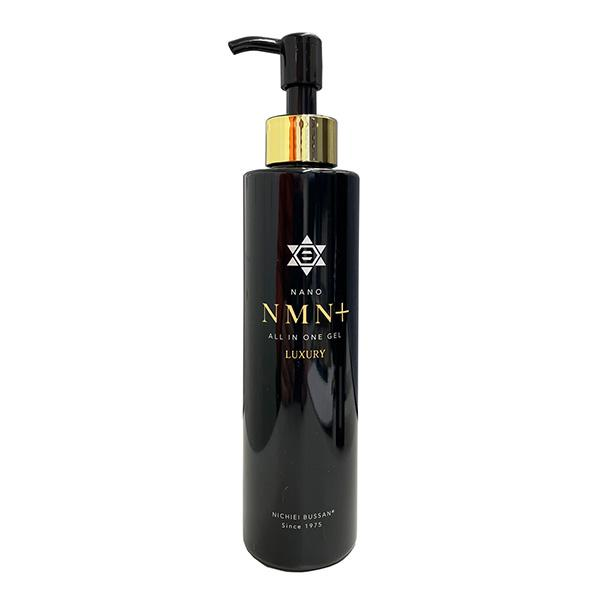 NANO
NMN+
ALL IN ONE GEL
LUXURY
NICHIEI BUSSAN®
Since 1975